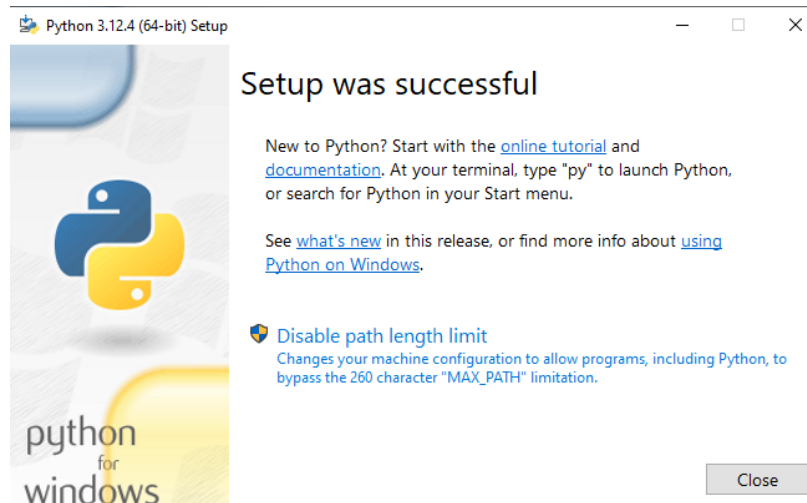 Python 3.12.4 (64-bit) Setup
Setup was successful
New to Python? Start with the online tutorial and
documentation. At your terminal, type "py" to launch Python,
or search for Python in your Start menu.
See what's new in this release, or find more info about using
Python on Windows.
Disable path length limit
Changes your machine configuration to allow programs, including Python, to
bypass the 260 character "MAX_PATH" limitation.
python
for
windows
Close